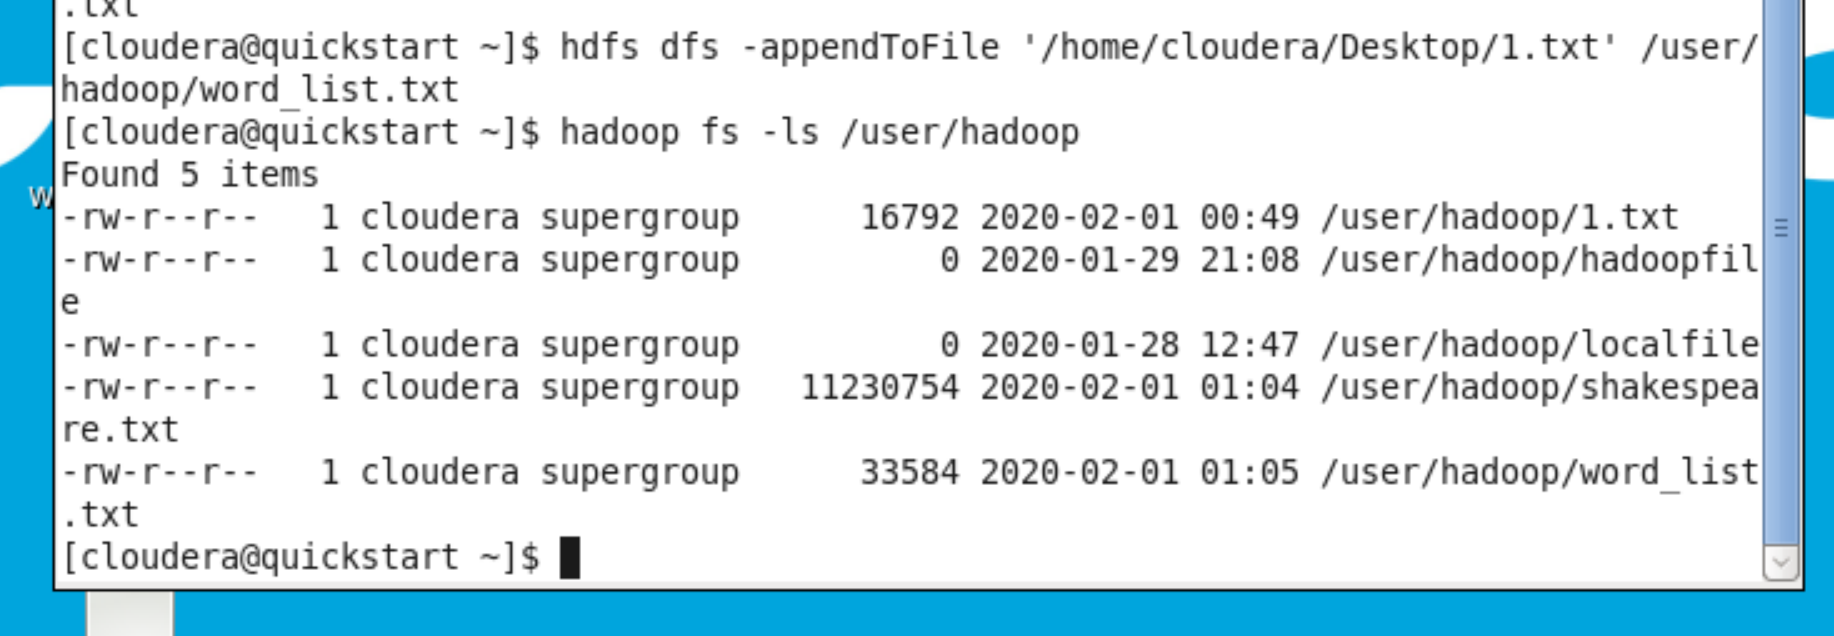 .txt
[cloudera@quickstart ~]$ hdfs dfs -appendToFile '/home/cloudera/Desktop/1.txt' /user/
hadoop/word_list.txt
[cloudera@quickstart ~]$ hadoop fs -ls /user/hadoop
Found 5 items
-rw-r--r--   1 cloudera supergroup      16792 2020-02-01 00:49 /user/hadoop/1.txt
-rw-r--r--   1 cloudera supergroup          0 2020-01-29 21:08 /user/hadoop/hadoopfil
e
-rw-r--r--   1 cloudera supergroup          0 2020-01-28 12:47 /user/hadoop/localfile
-rw-r--r--   1 cloudera supergroup   11230754 2020-02-01 01:04 /user/hadoop/shakespea
re.txt
-rw-r--r--   1 cloudera supergroup      33584 2020-02-01 01:05 /user/hadoop/word_list
.txt
[cloudera@quickstart ~]$